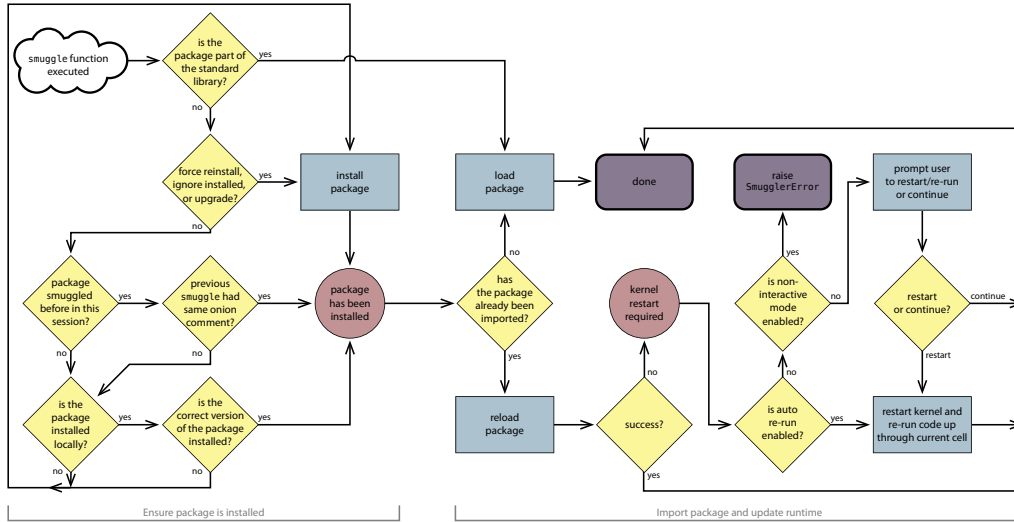 smuggle function
executed
is the
package part of
the standard
library?
yes
no
force reinstall,
ignore installed,
or upgrade?
yes
no
install
package
load
package
done
raise
SmugglerError
prompt user
to restart/re-run
or continue
package
smuggled
before in this
session?
yes
no
previous
smuggle had
same onion
comment?
yes
no
package
has been
installed
no
has
the package
already been
imported?
yes
kernel
restart
required
yes
is non-
interactive
mode
enabled?
no
restart
or continue?
continue
restart
is the
package
installed
locally?
yes
no
is the
correct version
of the package
installed?
yes
no
reload
package
no
success?
yes
no
is auto
re-run
enabled?
yes
restart kernel and
re-run code up
through current cell
Ensure package is installed
Import package and update runtime